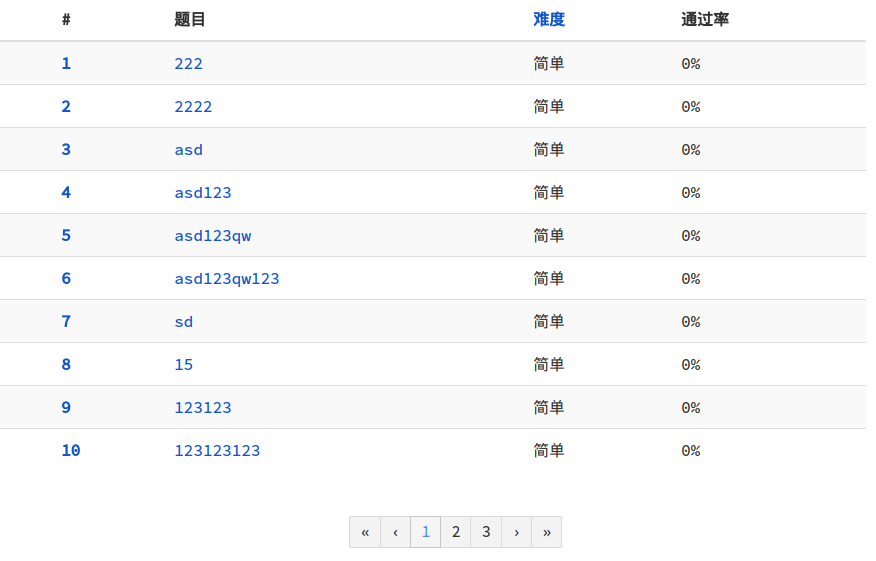 # 题目 难度 通过率
1 222 简单 0%
2 2222 简单 0%
3 asd 简单 0%
4 asd123 简单 0%
5 asd123qw 简单 0%
6 asd123qw123 简单 0%
7 sd 简单 0%
8 15 简单 0%
9 123123 简单 0%
10 123123123 简单 0%
« ‹ 1 2 3 › »